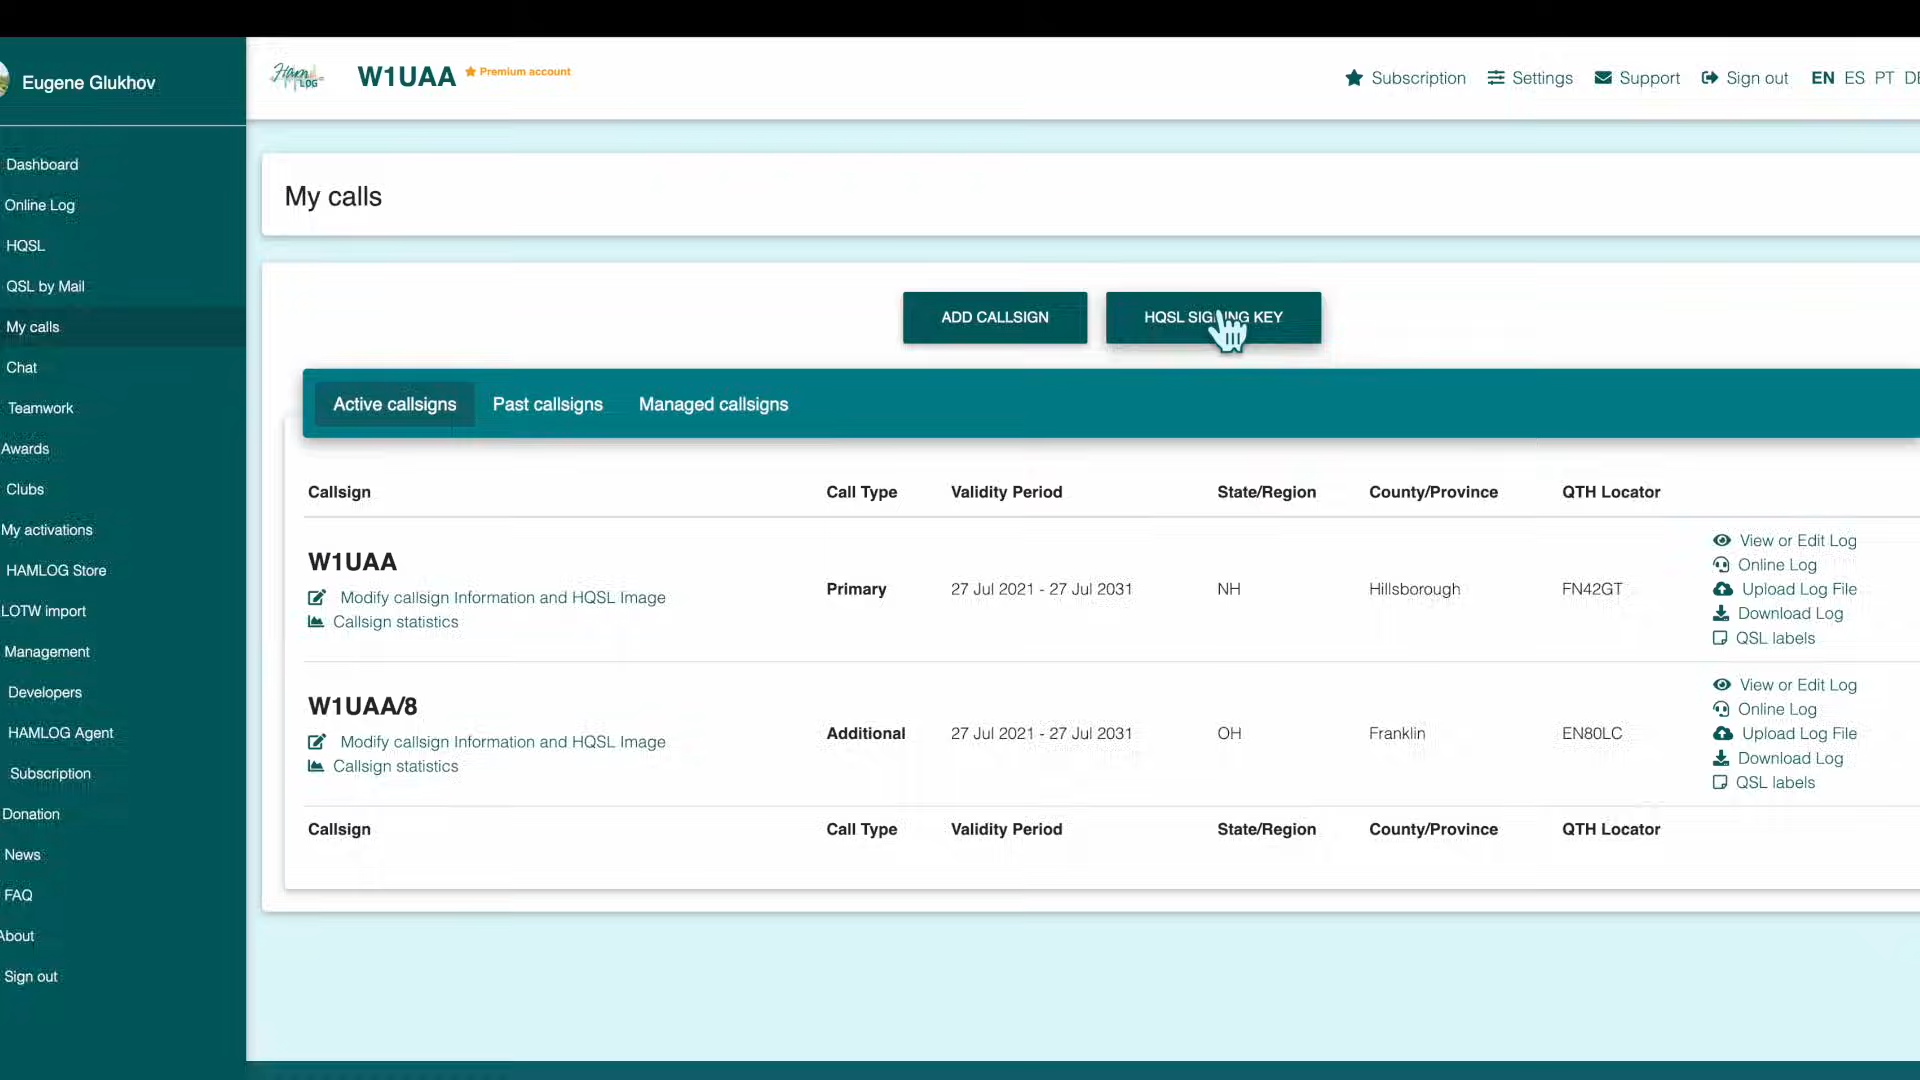 Eugene Glukhov
Ham
LOG
W1UAA
Premium account
Subscription
Settings
Support
Sign out
EN ES PT
Dashboard
Online Log
HQSL
QSL by Mail
My calls
Chat
Teamwork
Awards
Clubs
My activations
HAMLOG Store
LOTW import
Management
Developers
HAMLOG Agent
Subscription
Donation
News
FAQ
About
Sign out
My calls
ADD CALLSIGN
HQSL SIGNING KEY
Active callsigns Past callsigns Managed callsigns
Callsign Call Type Validity Period State/Region County/Province QTH Locator
W1UAA
Modify callsign Information and HQSL Image
Callsign statistics
Primary 27 Jul 2021 - 27 Jul 2031 NH Hillsborough FN42GT
View or Edit Log
Online Log
Upload Log File
Download Log
QSL labels
W1UAA/8
Modify callsign Information and HQSL Image
Callsign statistics
Additional 27 Jul 2021 - 27 Jul 2031 OH Franklin EN80LC
View or Edit Log
Online Log
Upload Log File
Download Log
QSL labels
Callsign Call Type Validity Period State/Region County/Province QTH Locator